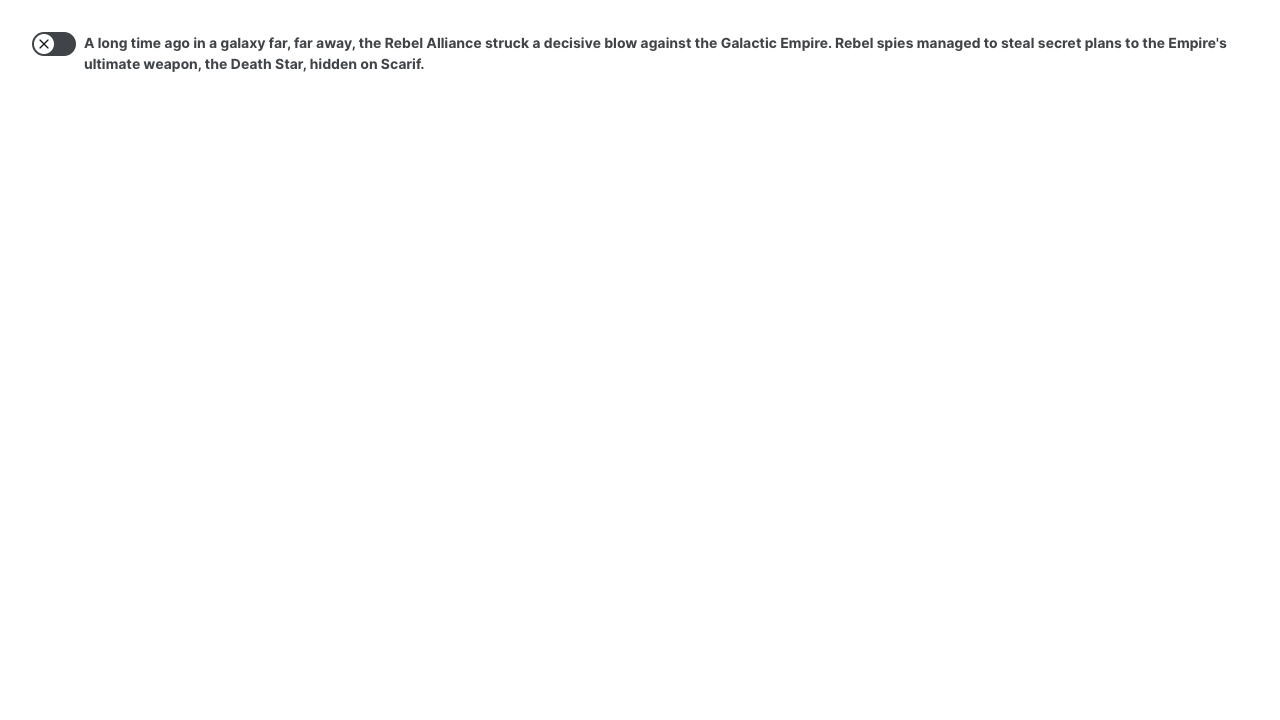 A long time ago in a galaxy far, far away, the Rebel Alliance struck a decisive blow against the Galactic Empire. Rebel spies managed to steal secret plans to the Empire's
ultimate weapon, the Death Star, hidden on Scarif.